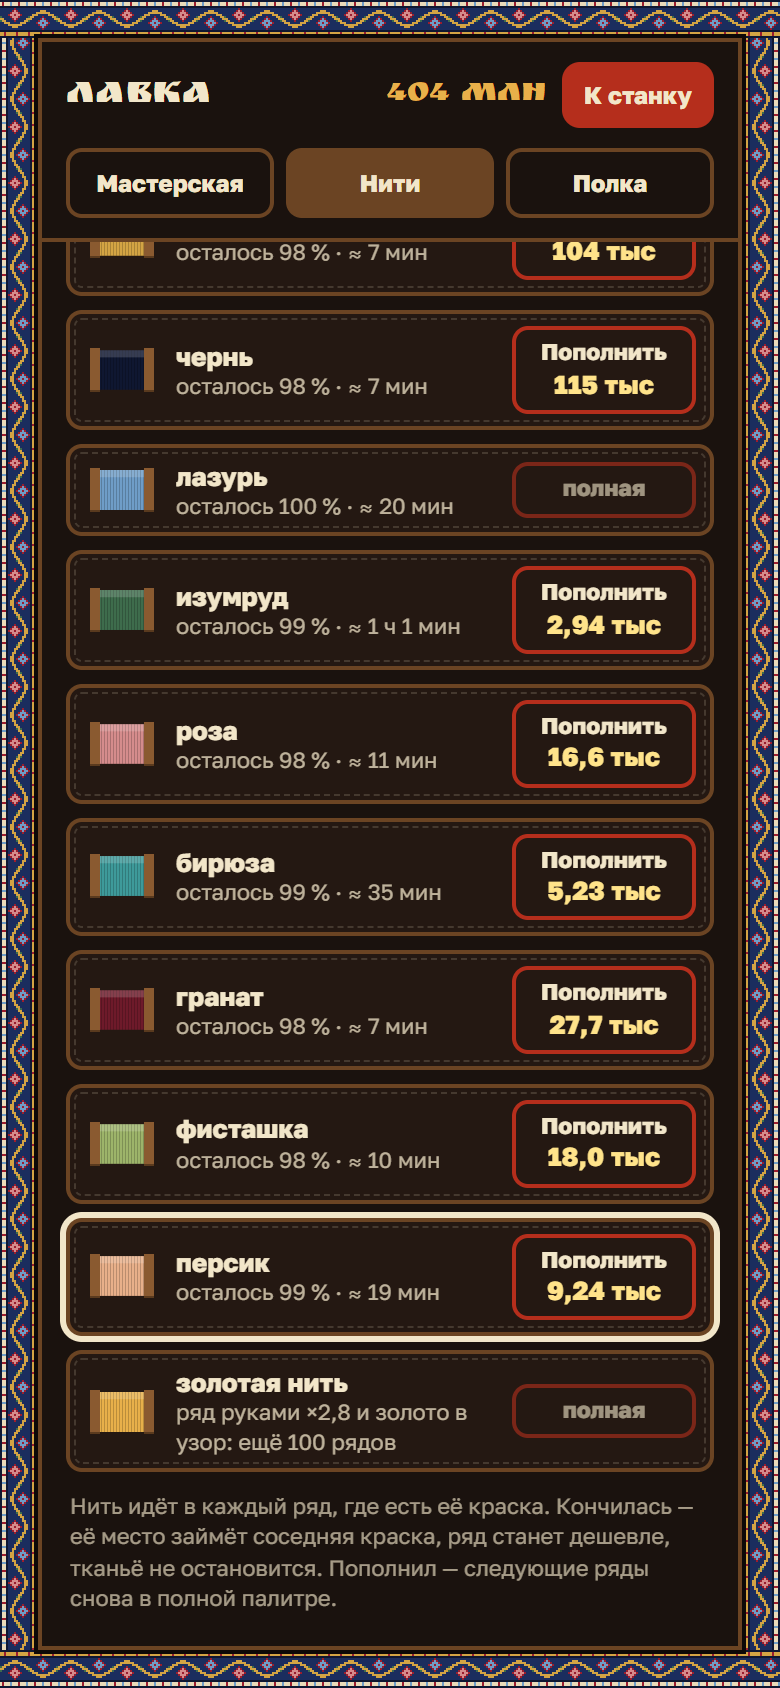 ЛАВКА
404 МЛН
К станку
Мастерская
Нити
Полка
осталось 98 % · ≈ 7 мин
104 тыс
чернь
осталось 98 % · ≈ 7 мин
Пополнить
115 тыс
лазурь
осталось 100 % · ≈ 20 мин
полная
изумруд
осталось 99 % · ≈ 1 ч 1 мин
Пополнить
2,94 тыс
роза
осталось 98 % · ≈ 11 мин
Пополнить
16,6 тыс
бирюза
осталось 99 % · ≈ 35 мин
Пополнить
5,23 тыс
гранат
осталось 98 % · ≈ 7 мин
Пополнить
27,7 тыс
фисташка
осталось 98 % · ≈ 10 мин
Пополнить
18,0 тыс
персик
осталось 99 % · ≈ 19 мин
Пополнить
9,24 тыс
золотая нить
ряд руками ×2,8 и золото в
узор: ещё 100 рядов
полная
Нить идёт в каждый ряд, где есть её краска. Кончилась —
её место займёт соседняя краска, ряд станет дешевле,
тканьё не остановится. Пополнил — следующие ряды
снова в полной палитре.